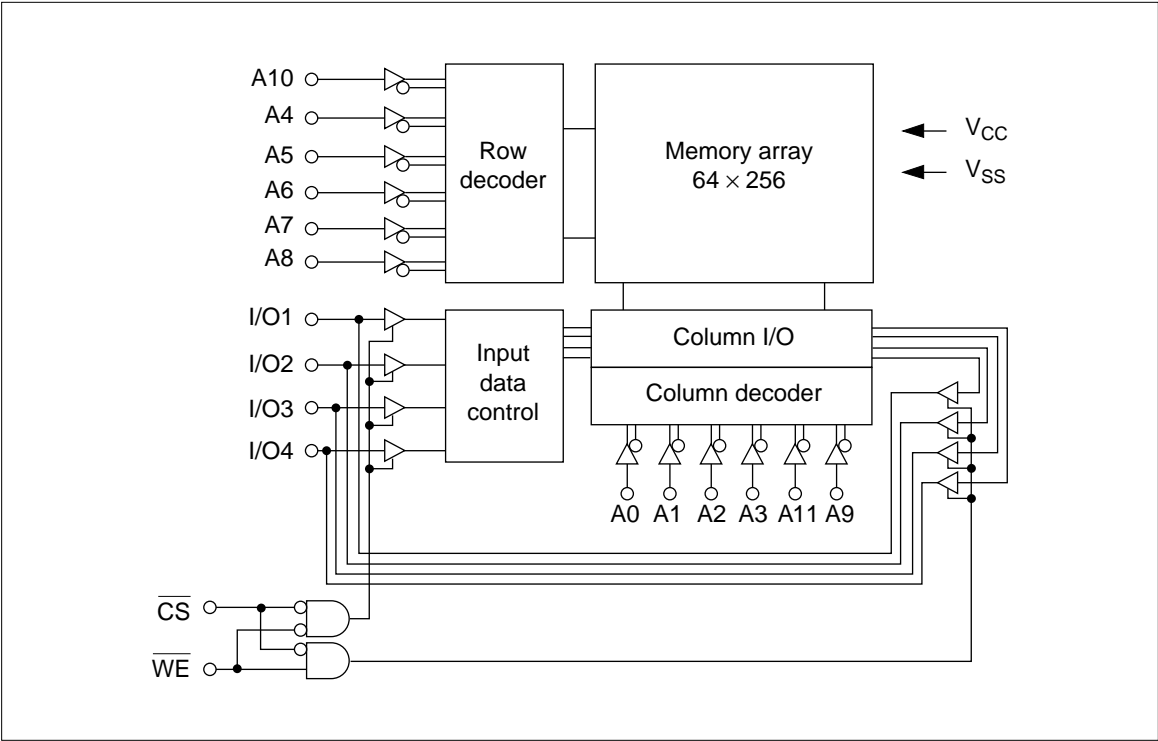 A10
A4
A5
A6
A7
A8
Row
decoder
Memory array
64 × 256
VCC
VSS
I/O1
I/O2
I/O3
I/O4
Input
data
control
Column I/O
Column decoder
A0 A1 A2 A3 A11 A9
CS
WE